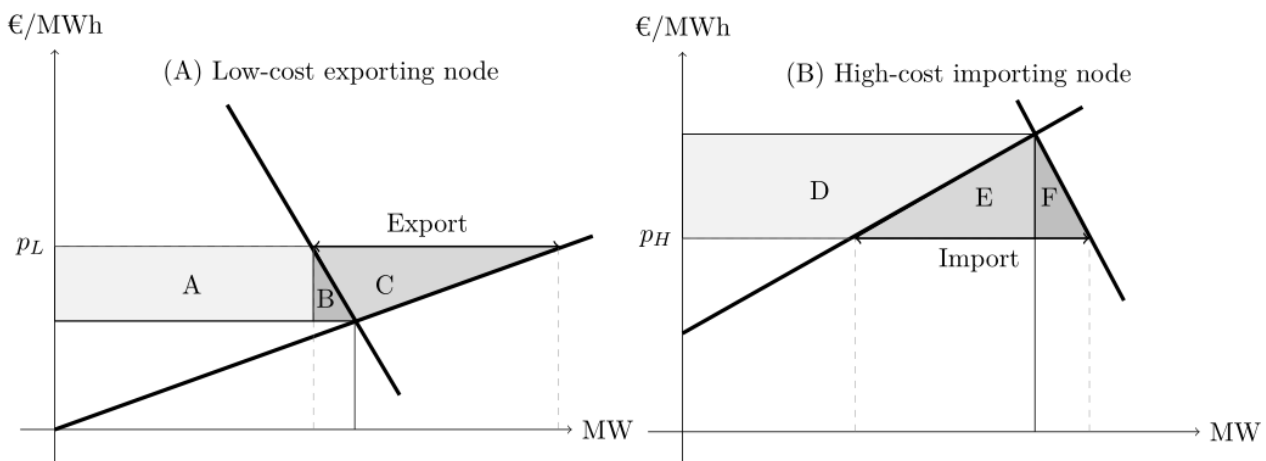 €/MWh
(A) Low-cost exporting node
Export
p_L
A
B
C
MW
€/MWh
(B) High-cost importing node
D
E
F
p_H
Import
MW